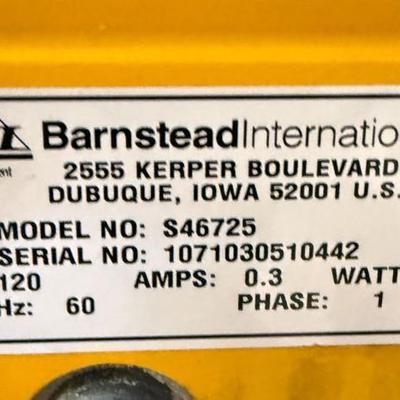 BarnsteadInternatio
2555 KERPER BOULEVARD
DUBUQUE, IOWA 52001 U.S.
MODEL NO: S46725
SERIAL NO: 1071030510442
120 AMPS: 0.3 WATT
Hz: 60 PHASE: 1